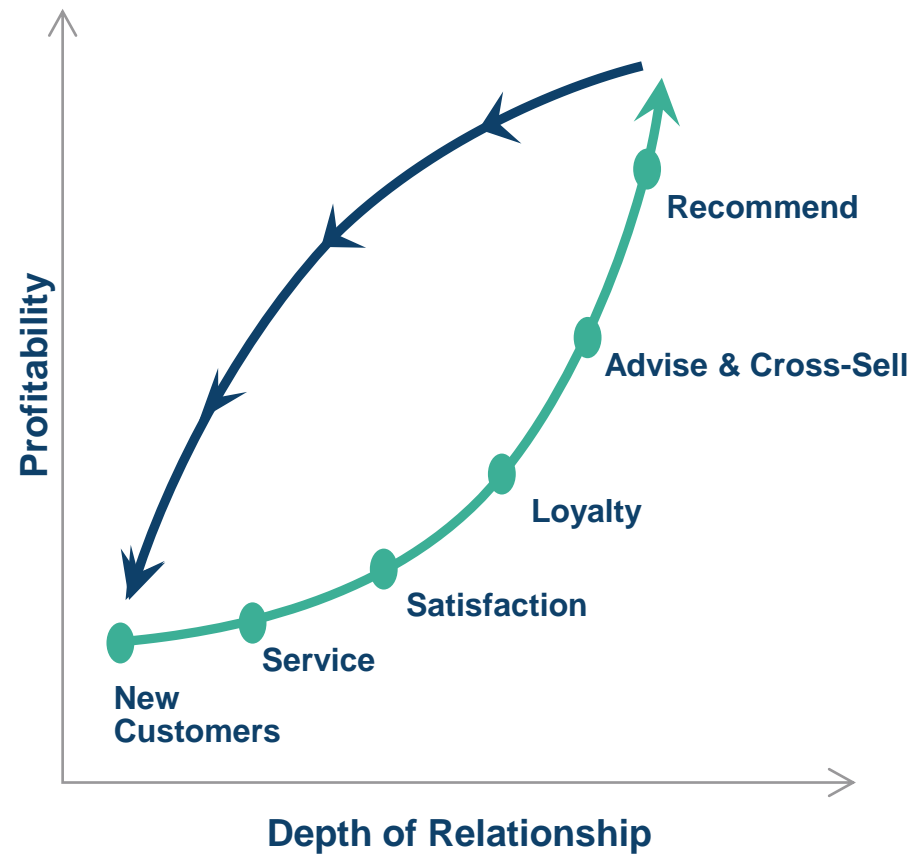 Profitability
Recommend
Advise & Cross-Sell
Loyalty
Satisfaction
Service
New
Customers
Depth of Relationship